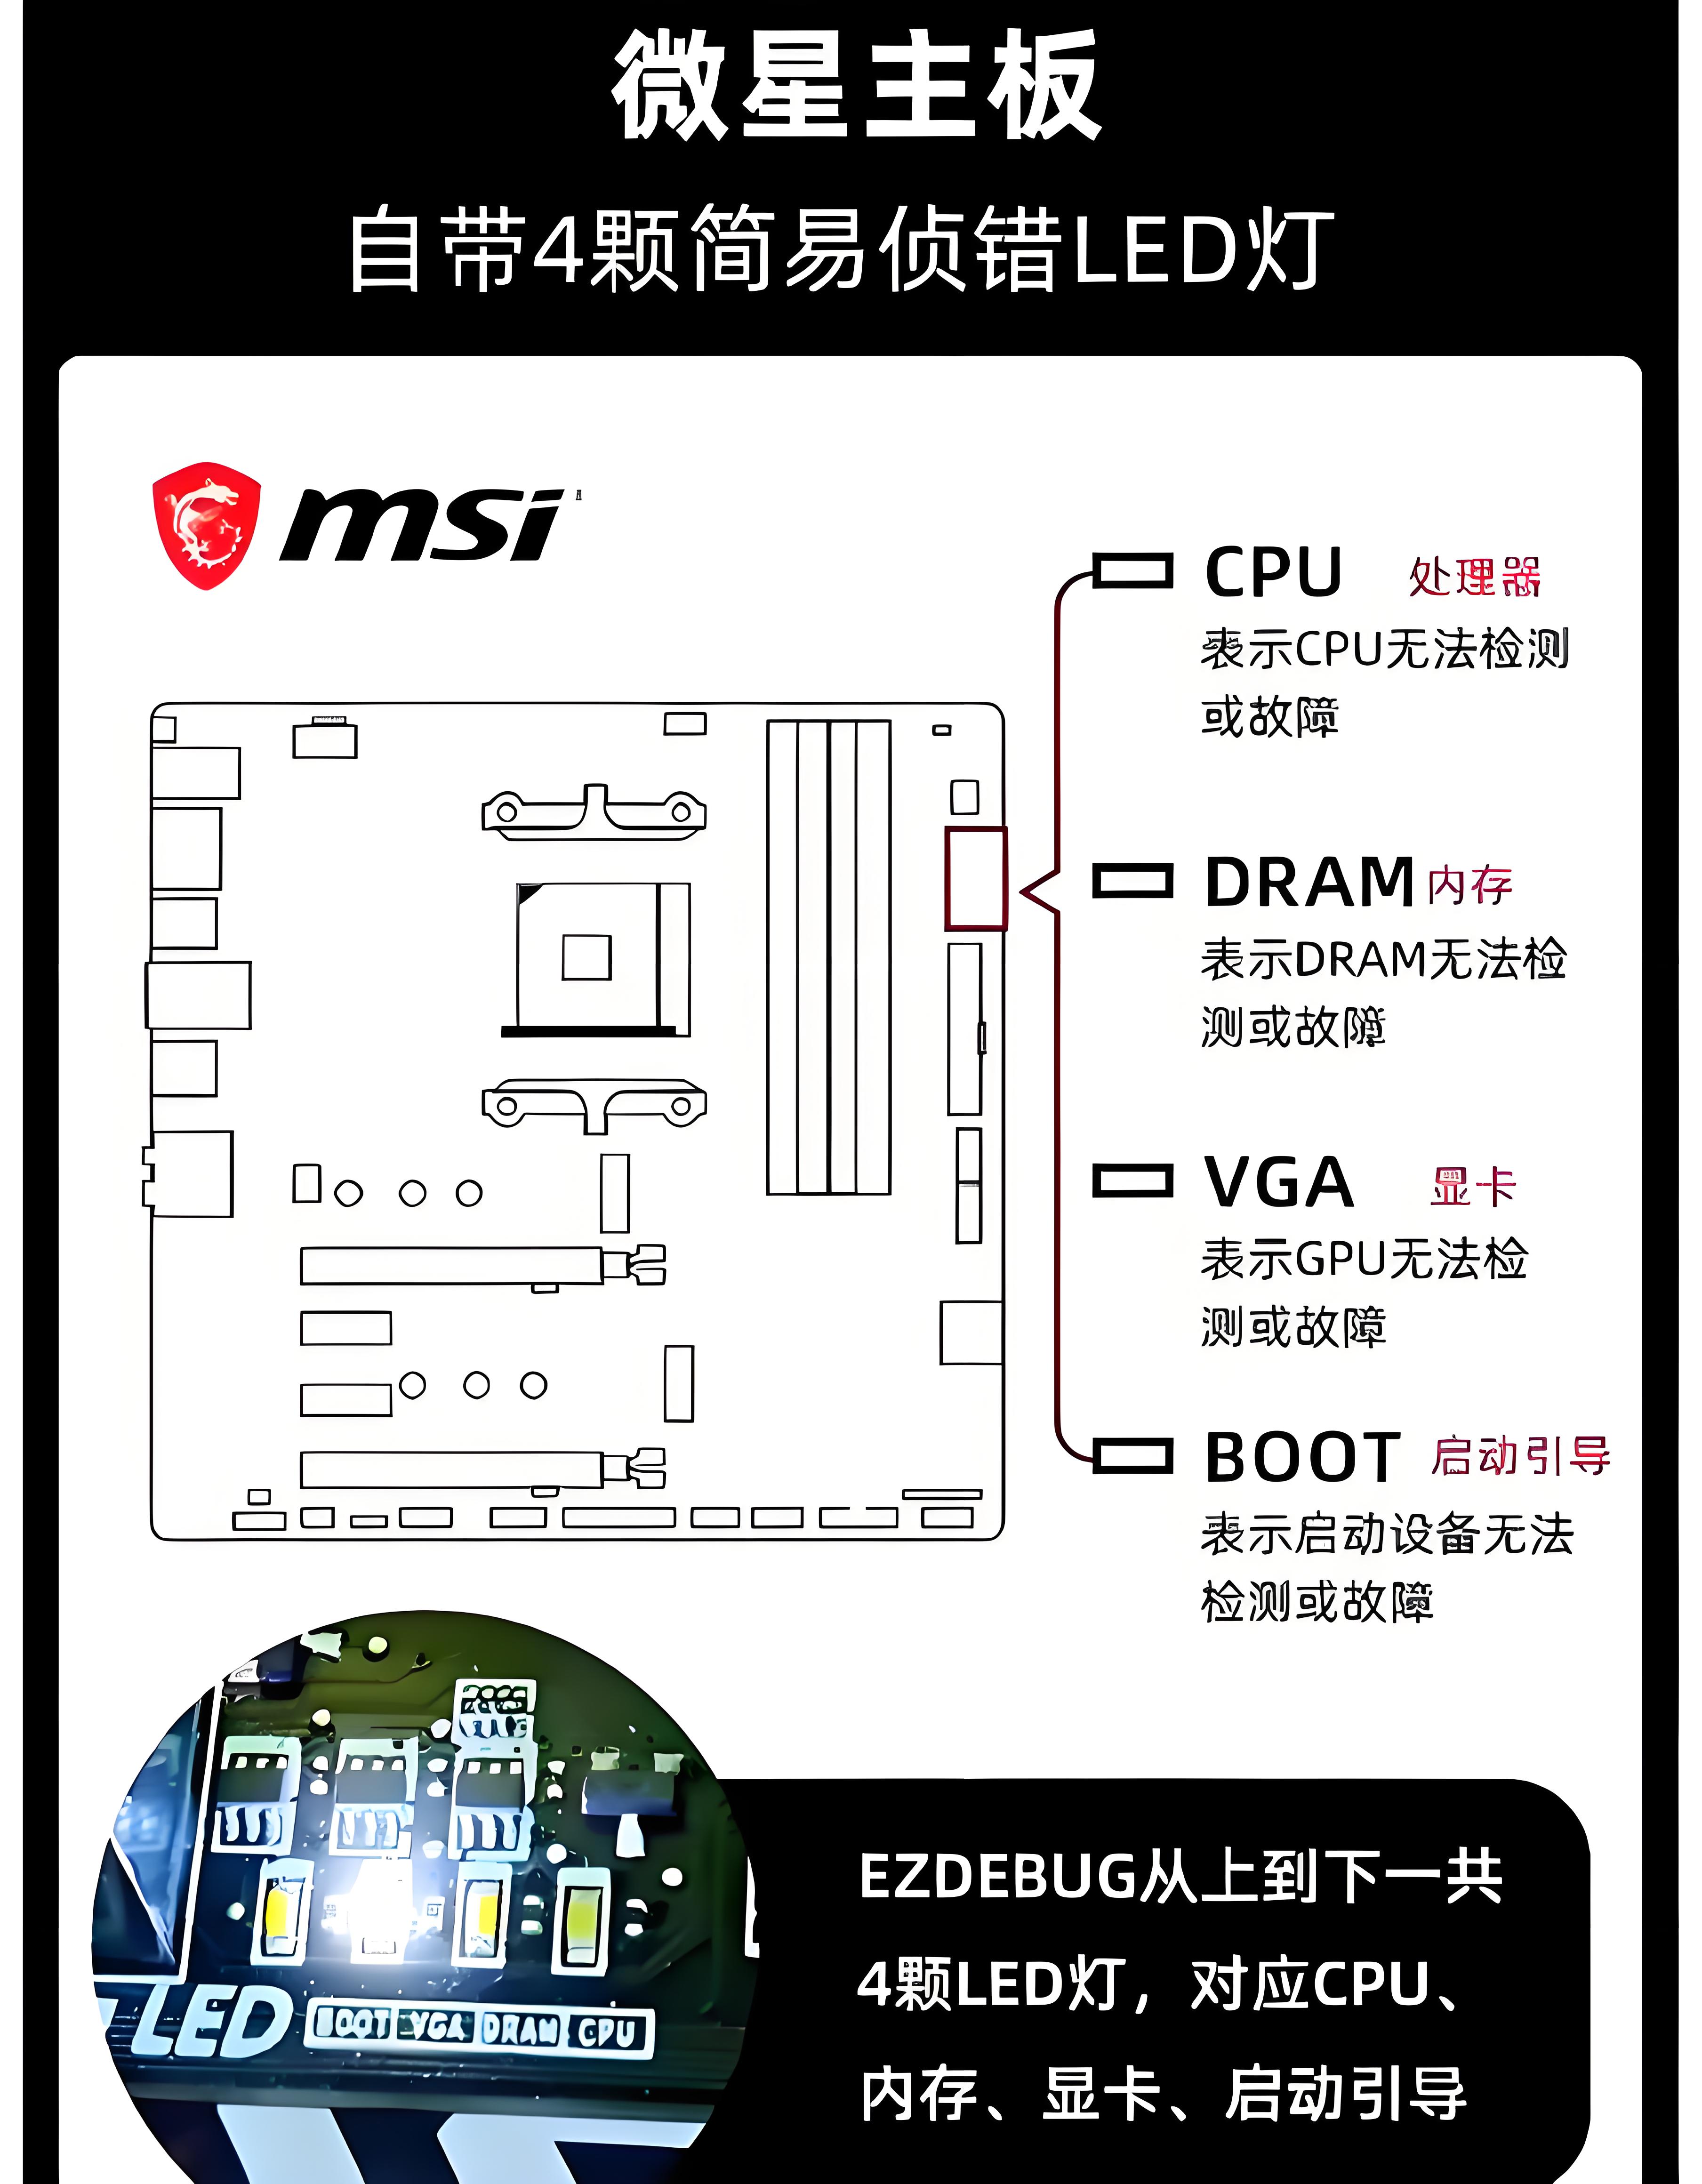 微星主板
自带4颗简易侦错LED灯
msi
CPU 处理器
表示CPU无法检测
或故障
DRAM 内存
表示DRAM无法检
测或故障
VGA 显卡
表示GPU无法检
测或故障
BOOT 启动引导
表示启动设备无法
检测或故障
LED BOOT VGA DRAM CPU
EZDEBUG从上到下一共
4颗LED灯，对应CPU、
内存、显卡、启动引导